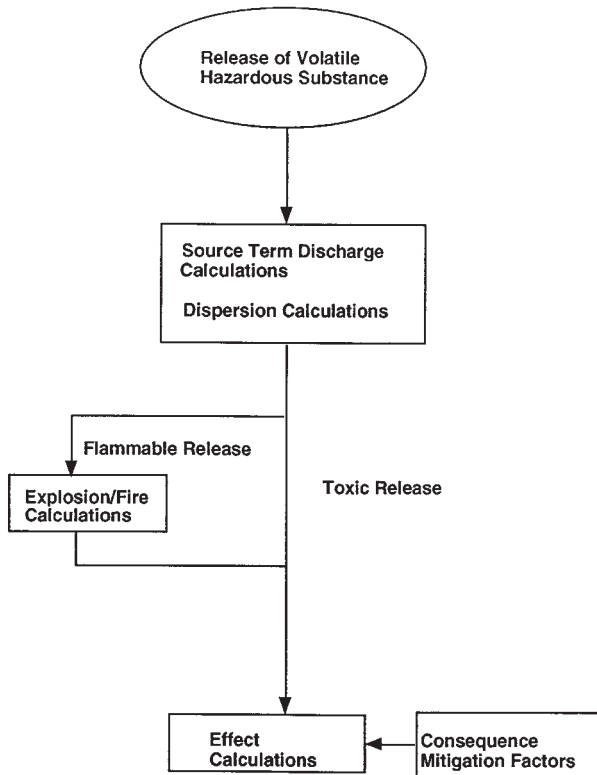 Release of Volatile
Hazardous Substance
Source Term Discharge
Calculations
Dispersion Calculations
Flammable Release
Explosion/Fire
Calculations
Toxic Release
Effect
Calculations
Consequence
Mitigation Factors